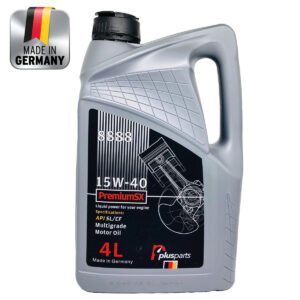 MADE IN
GERMANY
8888
15W-40
PremiumSX
Liquid power for your engine
Specifications:
API SL/CF
Multigrade
Motor Oil
4L
Made in Germany
plusparts